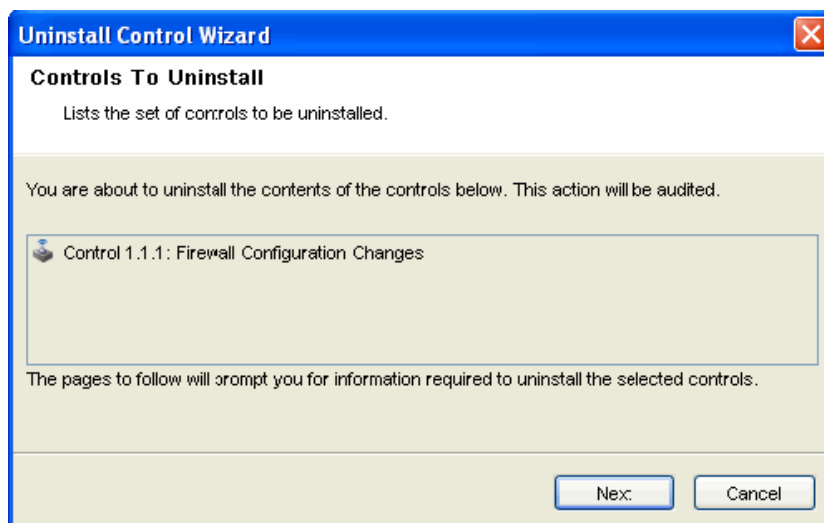 Uninstall Control Wizard
Controls To Uninstall
Lists the set of controls to be uninstalled.
You are about to uninstall the contents of the controls below. This action will be audited.
Control 1.1.1: Firewall Configuration Changes
The pages to follow will prompt you for information required to uninstall the selected controls.
Next
Cancel